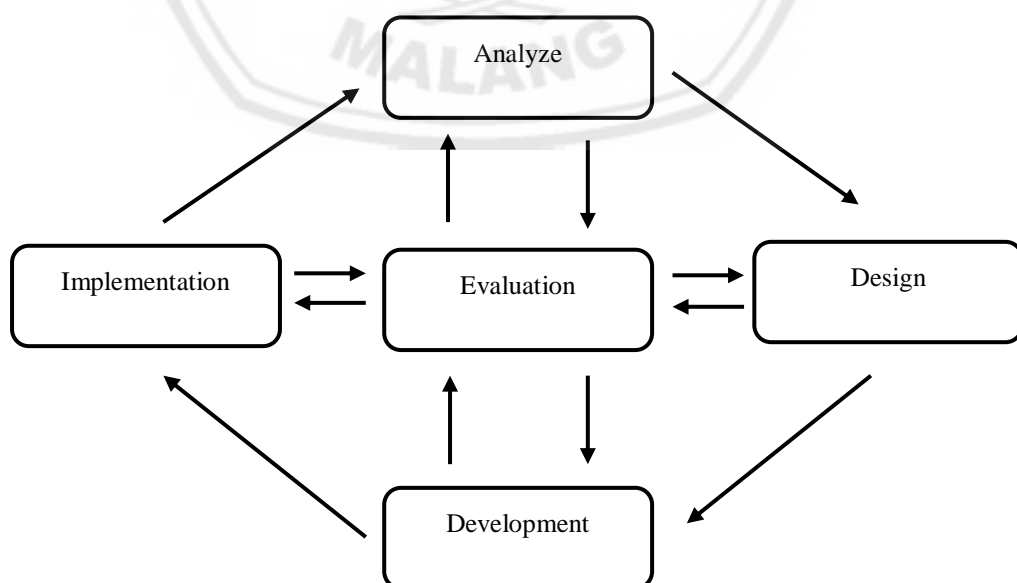 MALANG
Analyze
Implementation
Evaluation
Design
Development